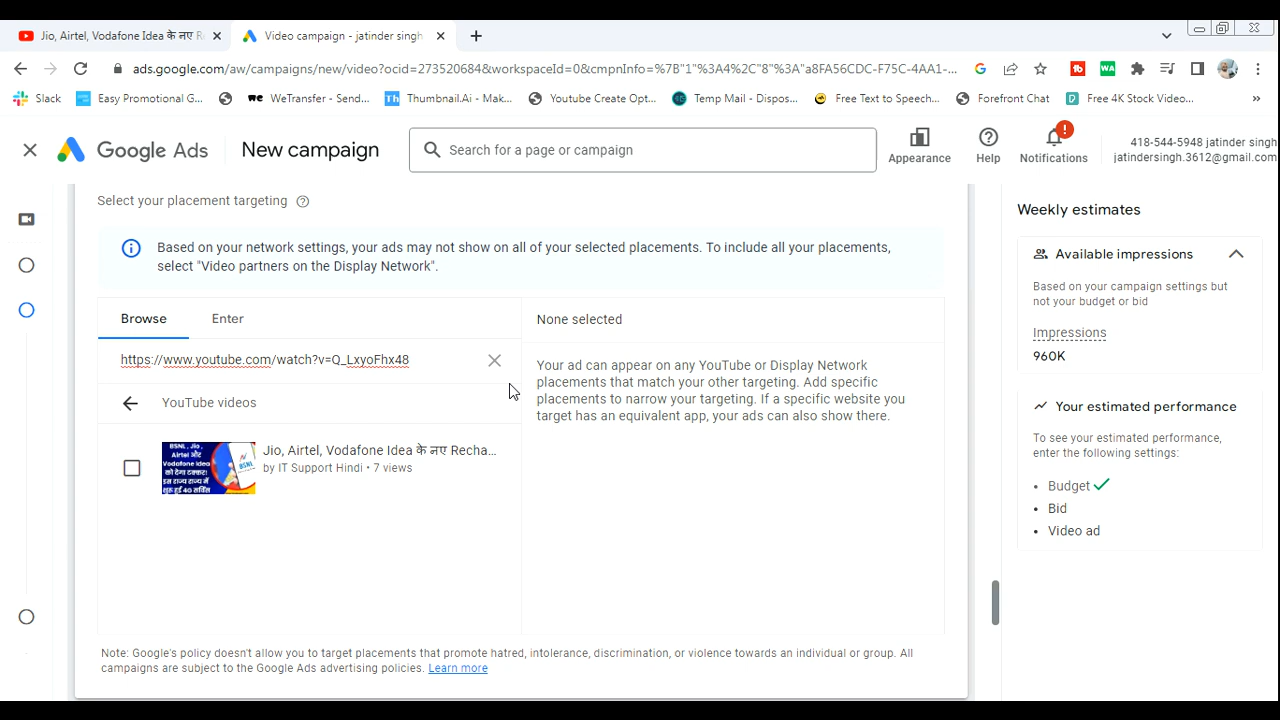 Jio, Airtel, Vodafone Idea के नए R
Video campaign - jatinder singh
ads.google.com/aw/campaigns/new/video?ocid=273520684&workspaceId=0&cmpnInfo=%7B"1"%3A4%2C"8"%3A"a8FA56CDC-F75C-4AA1-...
Slack
Easy Promotional G...
WeTransfer - Send...
Thumbnail.Ai - Mak...
Youtube Create Opt...
Temp Mail - Dispos...
Free Text to Speech...
Forefront Chat
Free 4K Stock Video...
Google Ads
New campaign
Search for a page or campaign
Appearance
Help
Notifications
418-544-5948 jatinder singh
jatindersingh.3612@gmail.com
Select your placement targeting
Based on your network settings, your ads may not show on all of your selected placements. To include all your placements,
select "Video partners on the Display Network".
Browse
Enter
https://www.youtube.com/watch?v=Q_LxyoFhx48
YouTube videos
BSNL, Jio,
Airtel और
Vodafone Idea
को देगा टक्कर!
इस राज्य में
शुरू हुई 4G सर्विस
BSNL
Jio, Airtel, Vodafone Idea के नए Recha...
by IT Support Hindi • 7 views
None selected
Your ad can appear on any YouTube or Display Network
placements that match your other targeting. Add specific
placements to narrow your targeting. If a specific website you
target has an equivalent app, your ads can also show there.
Note: Google's policy doesn't allow you to target placements that promote hatred, intolerance, discrimination, or violence towards an individual or group. All
campaigns are subject to the Google Ads advertising policies. Learn more
Weekly estimates
Available impressions
Based on your campaign settings but
not your budget or bid
Impressions
960K
Your estimated performance
To see your estimated performance,
enter the following settings:
• Budget
• Bid
• Video ad